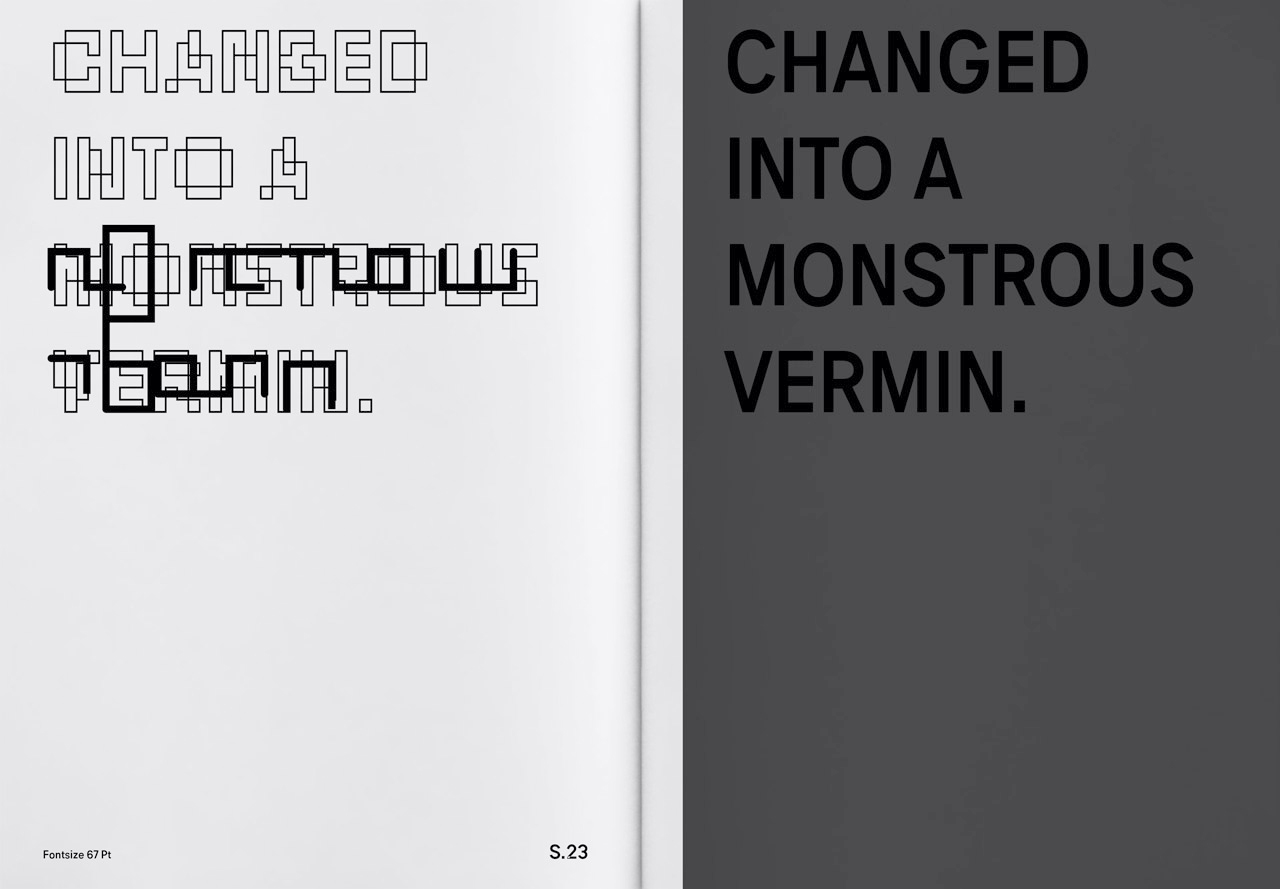 CHANGED
INTO A
MONSTROUS
VERMIN.
Fontsize 67 Pt
S.23
CHANGED
INTO A
MONSTROUS
VERMIN.